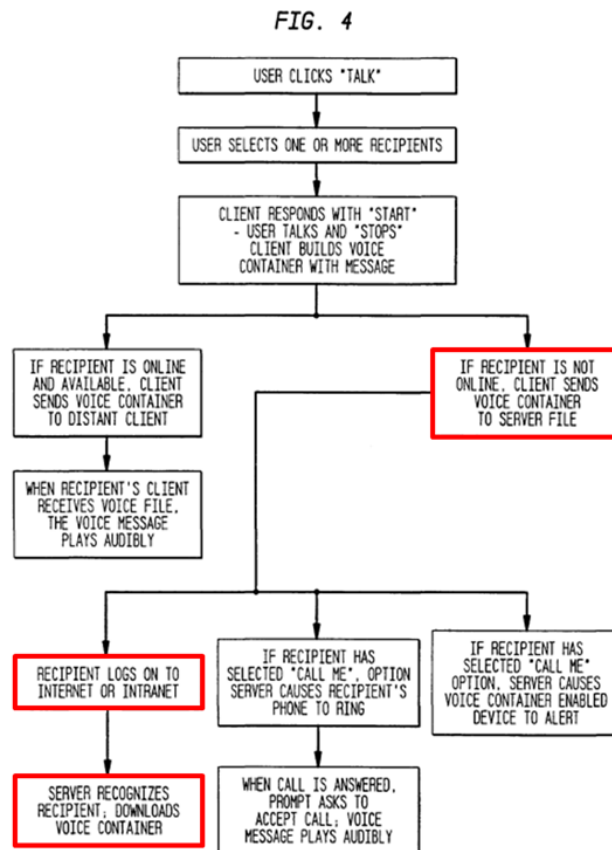 FIG. 4
USER CLICKS "TALK"
USER SELECTS ONE OR MORE RECIPIENTS
CLIENT RESPONDS WITH "START"
- USER TALKS AND "STOPS"
CLIENT BUILDS VOICE
CONTAINER WITH MESSAGE
IF RECIPIENT IS ONLINE
AND AVAILABLE, CLIENT
SENDS VOICE CONTAINER
TO DISTANT CLIENT
IF RECIPIENT IS NOT
ONLINE, CLIENT SENDS
VOICE CONTAINER
TO SERVER FILE
WHEN RECIPIENT'S CLIENT
RECEIVES VOICE FILE,
THE VOICE MESSAGE
PLAYS AUDIBLY
RECIPIENT LOGS ON TO
INTERNET OR INTRANET
IF RECIPIENT HAS
SELECTED "CALL ME", OPTION
SERVER CAUSES RECIPIENT'S
PHONE TO RING
IF RECIPIENT HAS
SELECTED "CALL ME"
OPTION, SERVER CAUSES
VOICE CONTAINER ENABLED
DEVICE TO ALERT
SERVER RECOGNIZES
RECIPIENT; DOWNLOADS
VOICE CONTAINER
WHEN CALL IS ANSWERED,
PROMPT ASKS TO
ACCEPT CALL; VOICE
MESSAGE PLAYS AUDIBLY